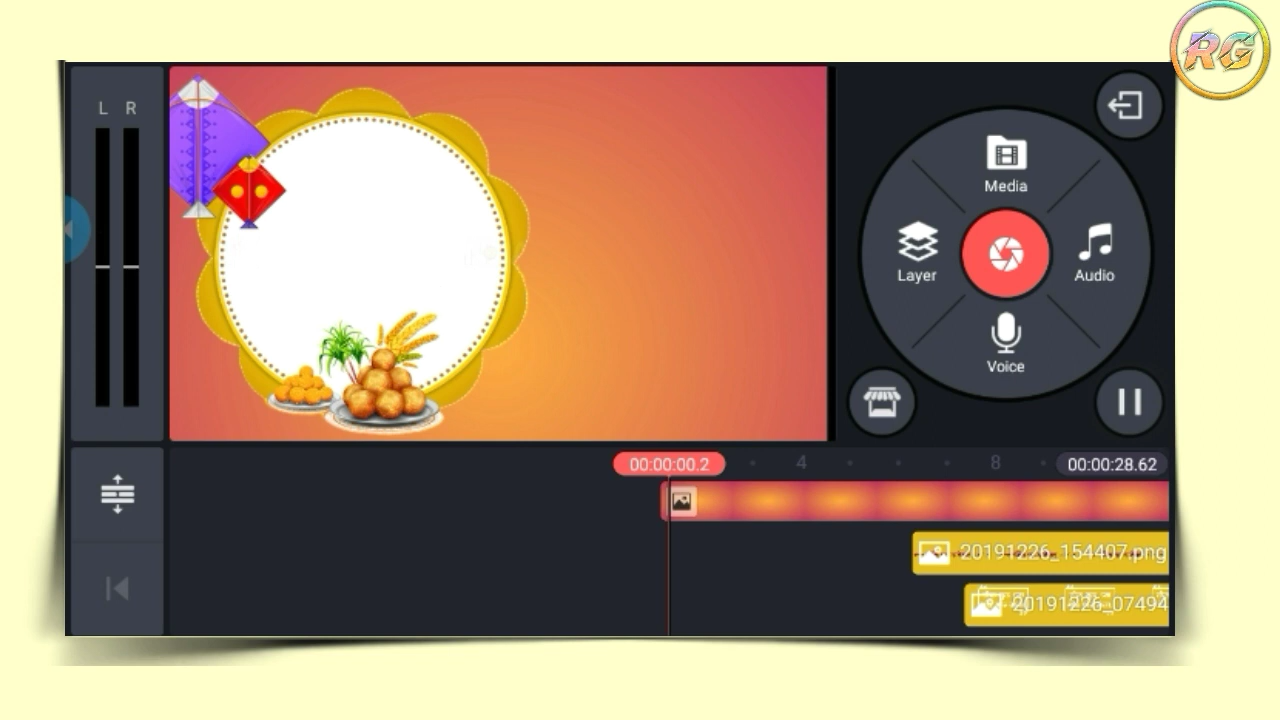 RG
L R
Media
Layer
Audio
Voice
00:00:00.2 4 8 00:00:28.62
20191226_154407.png
20191226_07494